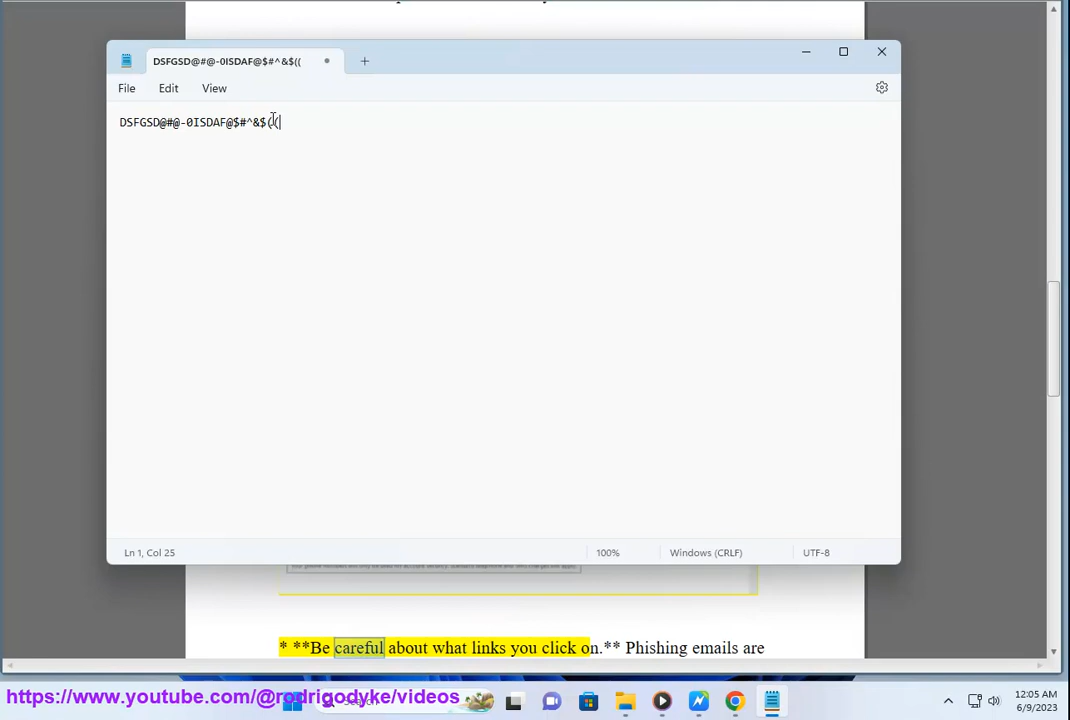 DSFGSD@#@-0ISDAF@$#^&$((
File Edit View
DSFGSD@#@-0ISDAF@$#^&$((
Ln 1, Col 25 100% Windows (CRLF) UTF-8
* **Be careful about what links you click on.** Phishing emails are
https://www.youtube.com/@rodrigodyke/videos
12:05 AM
6/9/2023